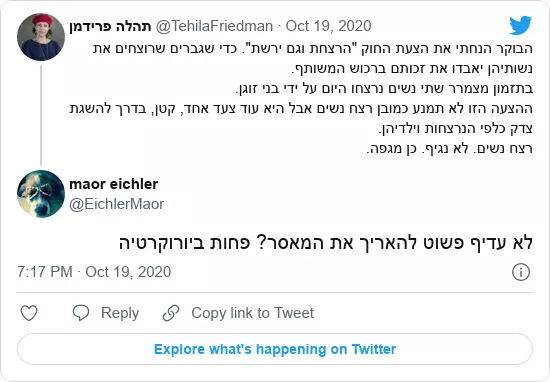 תהלה פרידמן @TehilaFriedman · Oct 19, 2020
הבוקר הנחתי את הצעת החוק "הרצחת וגם ירשת". כדי שגברים שרוצחים את
נשותיהן יאבדו את זכותם ברכוש המשותף.
בתזמון מצמרר שתי נשים נרצחו היום על ידי בני זוגן.
ההצעה הזו לא תמנע כמובן רצח נשים אבל היא עוד צעד אחד, קטן, בדרך להשגת
צדק כלפי הנרצחות וילדיהן.
רצח נשים. לא נגיף. כן מגפה.
maor eichler
@EichlerMaor
לא עדיף פשוט להאריך את המאסר? פחות ביורוקרטיה
7:17 PM · Oct 19, 2020
Reply Copy link to Tweet
Explore what's happening on Twitter